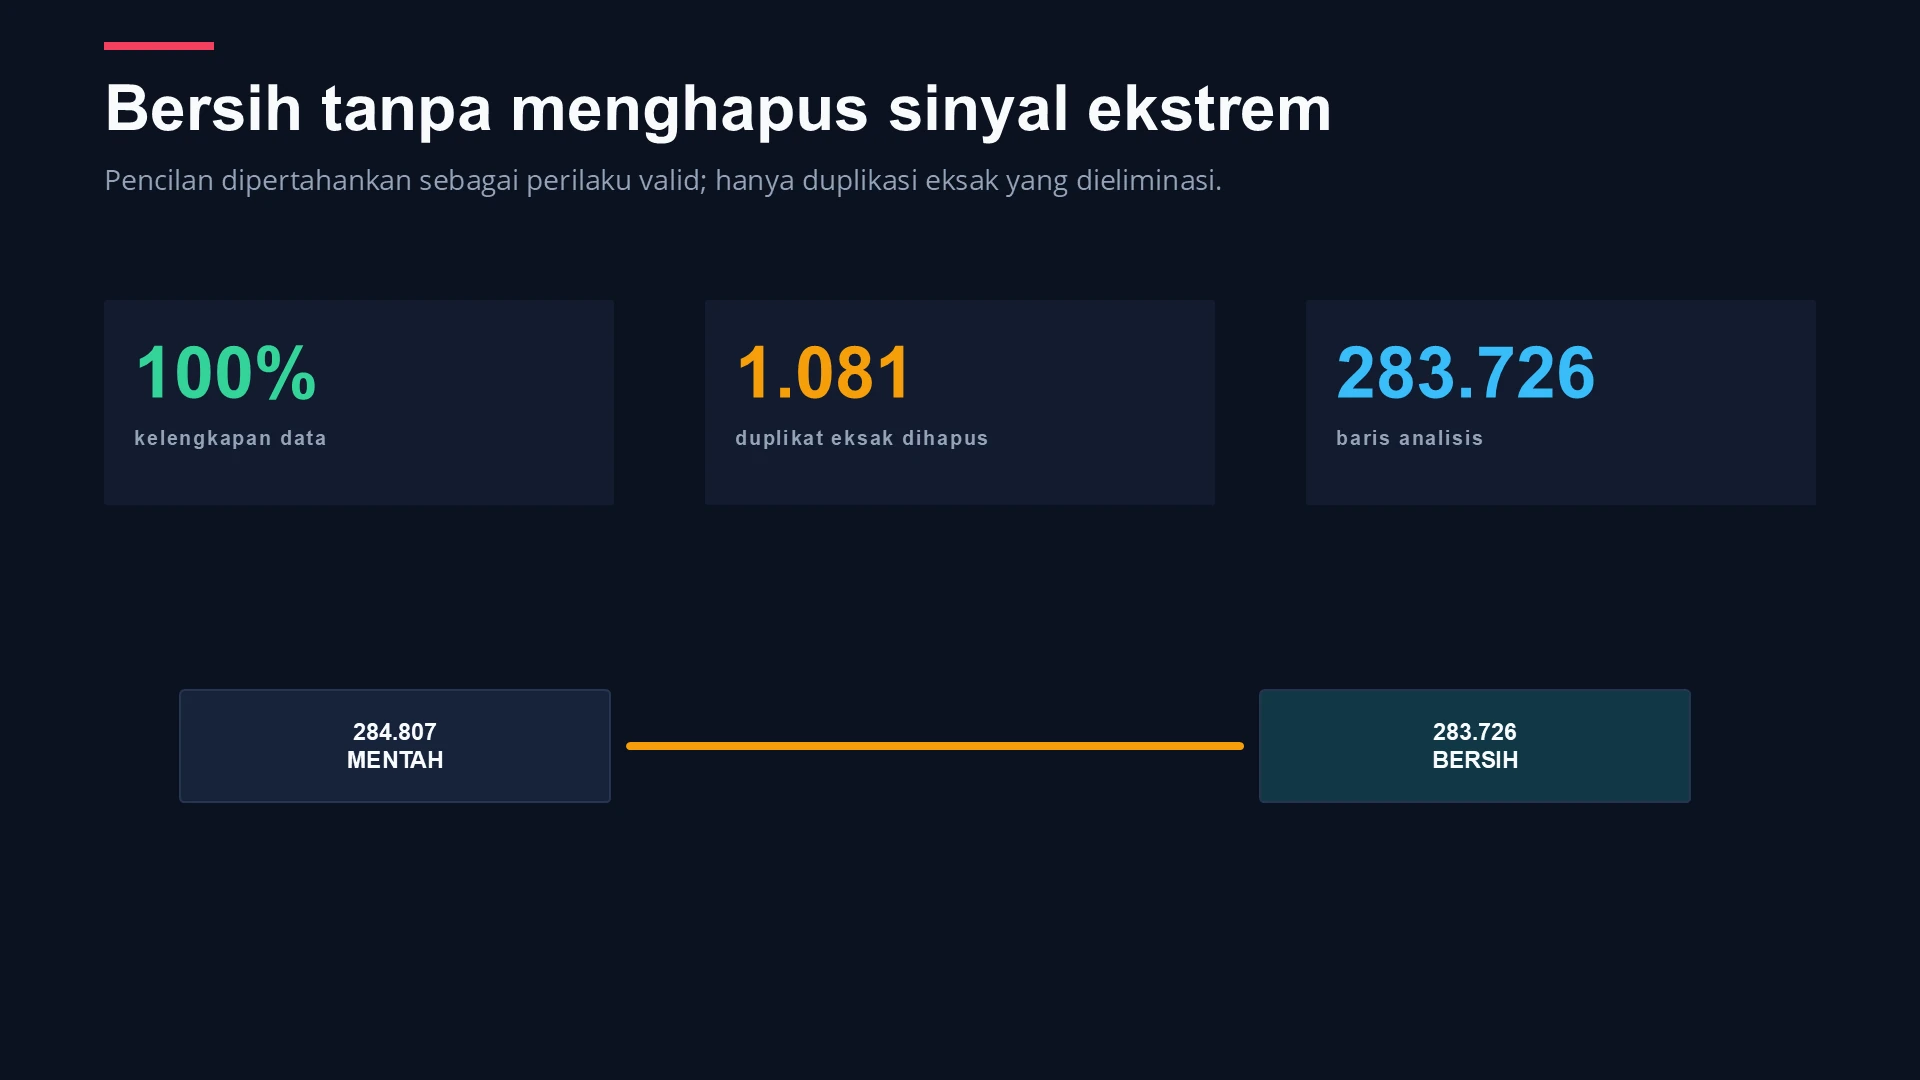 Bersih tanpa menghapus sinyal ekstrem
Pencilan dipertahankan sebagai perilaku valid; hanya duplikasi eksak yang dieliminasi.
100%
kelengkapan data
1.081
duplikat eksak dihapus
283.726
baris analisis
284.807
MENTAH
283.726
BERSIH